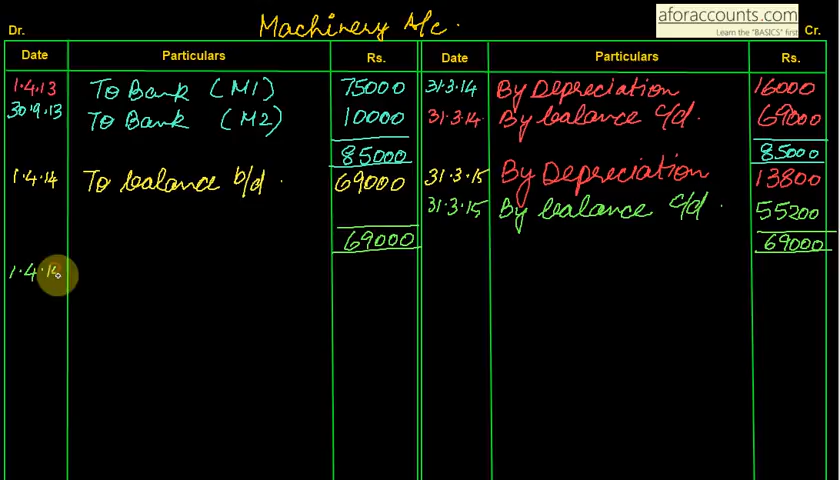 Machinery A/c.
aforaccounts.com
Learn the "BASICS" first
Dr.
Cr.
Date Particulars Rs. Date Particulars Rs.
1.4.13 To Bank (M1) 75000 31.3.14 By Depreciation 16000
30.9.13 To Bank (M2) 10000 31.3.14. By balance c/d. 69000
85000 85000
1.4.14 To balance b/d. 69000 31.3.15 By Depreciation 13800
31.3.15 By balance c/d. 55200
69000 69000